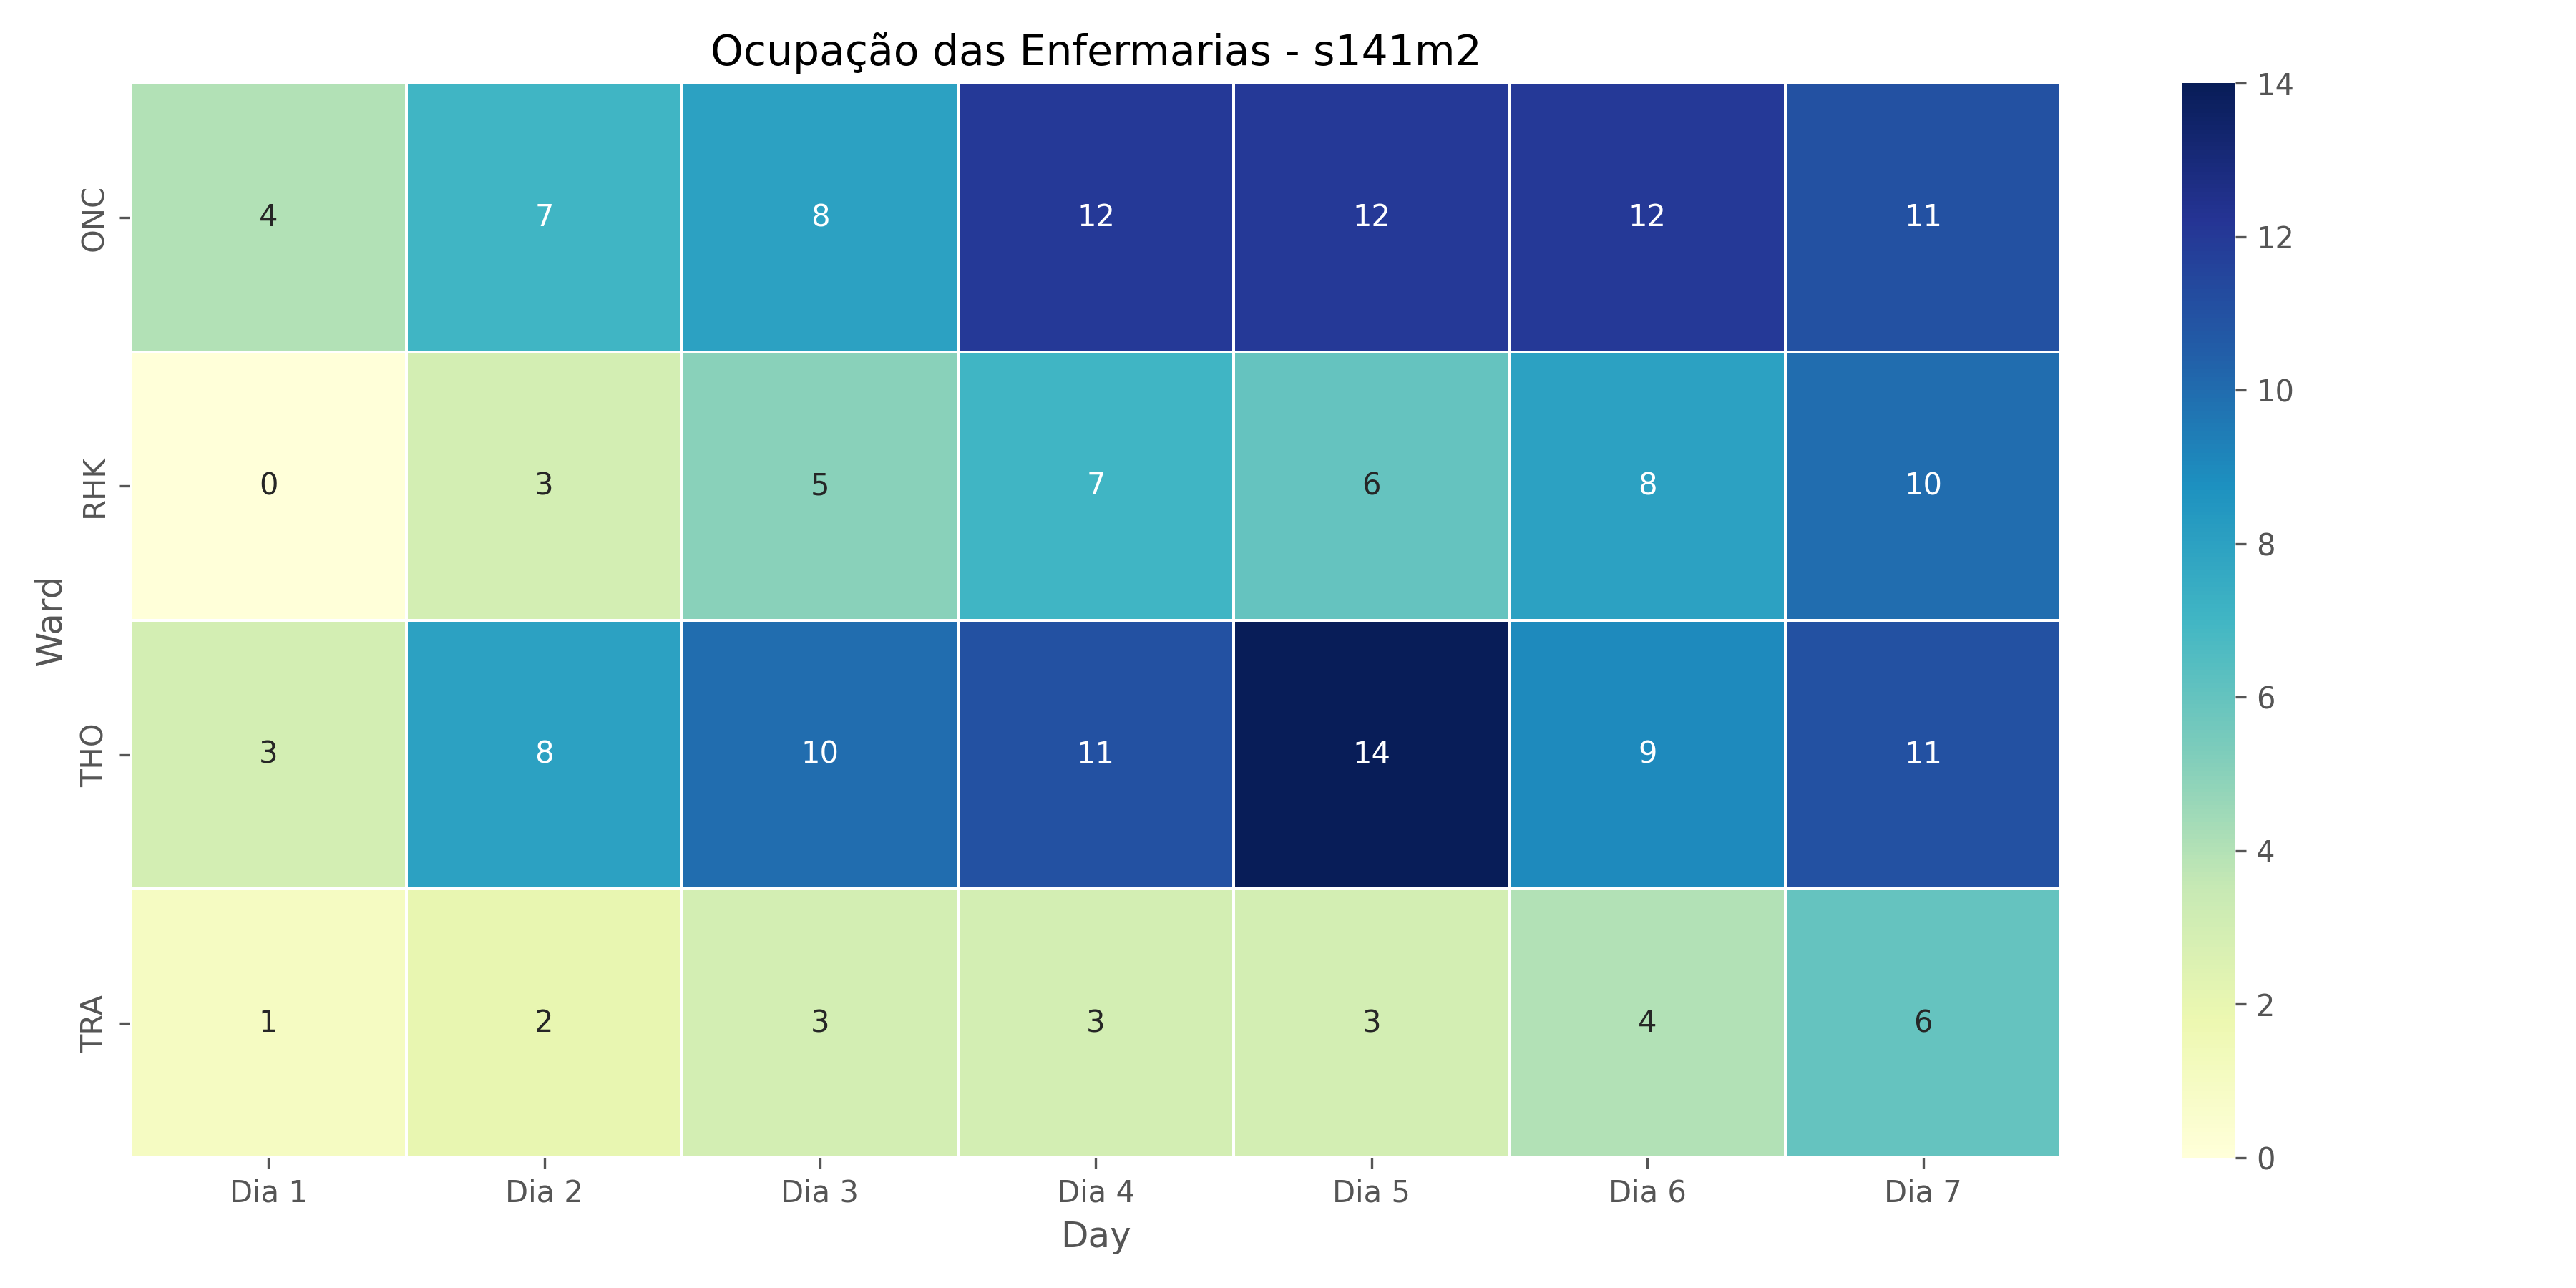 Ocupação das Enfermarias - s141m2
Ward
ONC
4 7 8 12 12 12 11
RHK
0 3 5 7 6 8 10
THO
3 8 10 11 14 9 11
TRA
1 2 3 3 3 4 6
Dia 1 Dia 2 Dia 3 Dia 4 Dia 5 Dia 6 Dia 7
Day
14
12
10
8
6
4
2
0